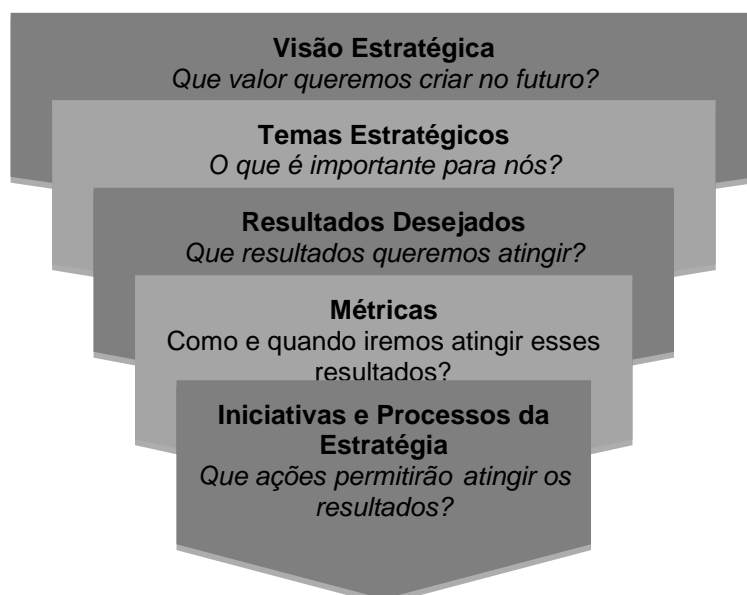 Visão Estratégica
Que valor queremos criar no futuro?
Temas Estratégicos
O que é importante para nós?
Resultados Desejados
Que resultados queremos atingir?
Métricas
Como e quando iremos atingir esses
resultados?
Iniciativas e Processos da
Estratégia
Que ações permitirão atingir os
resultados?